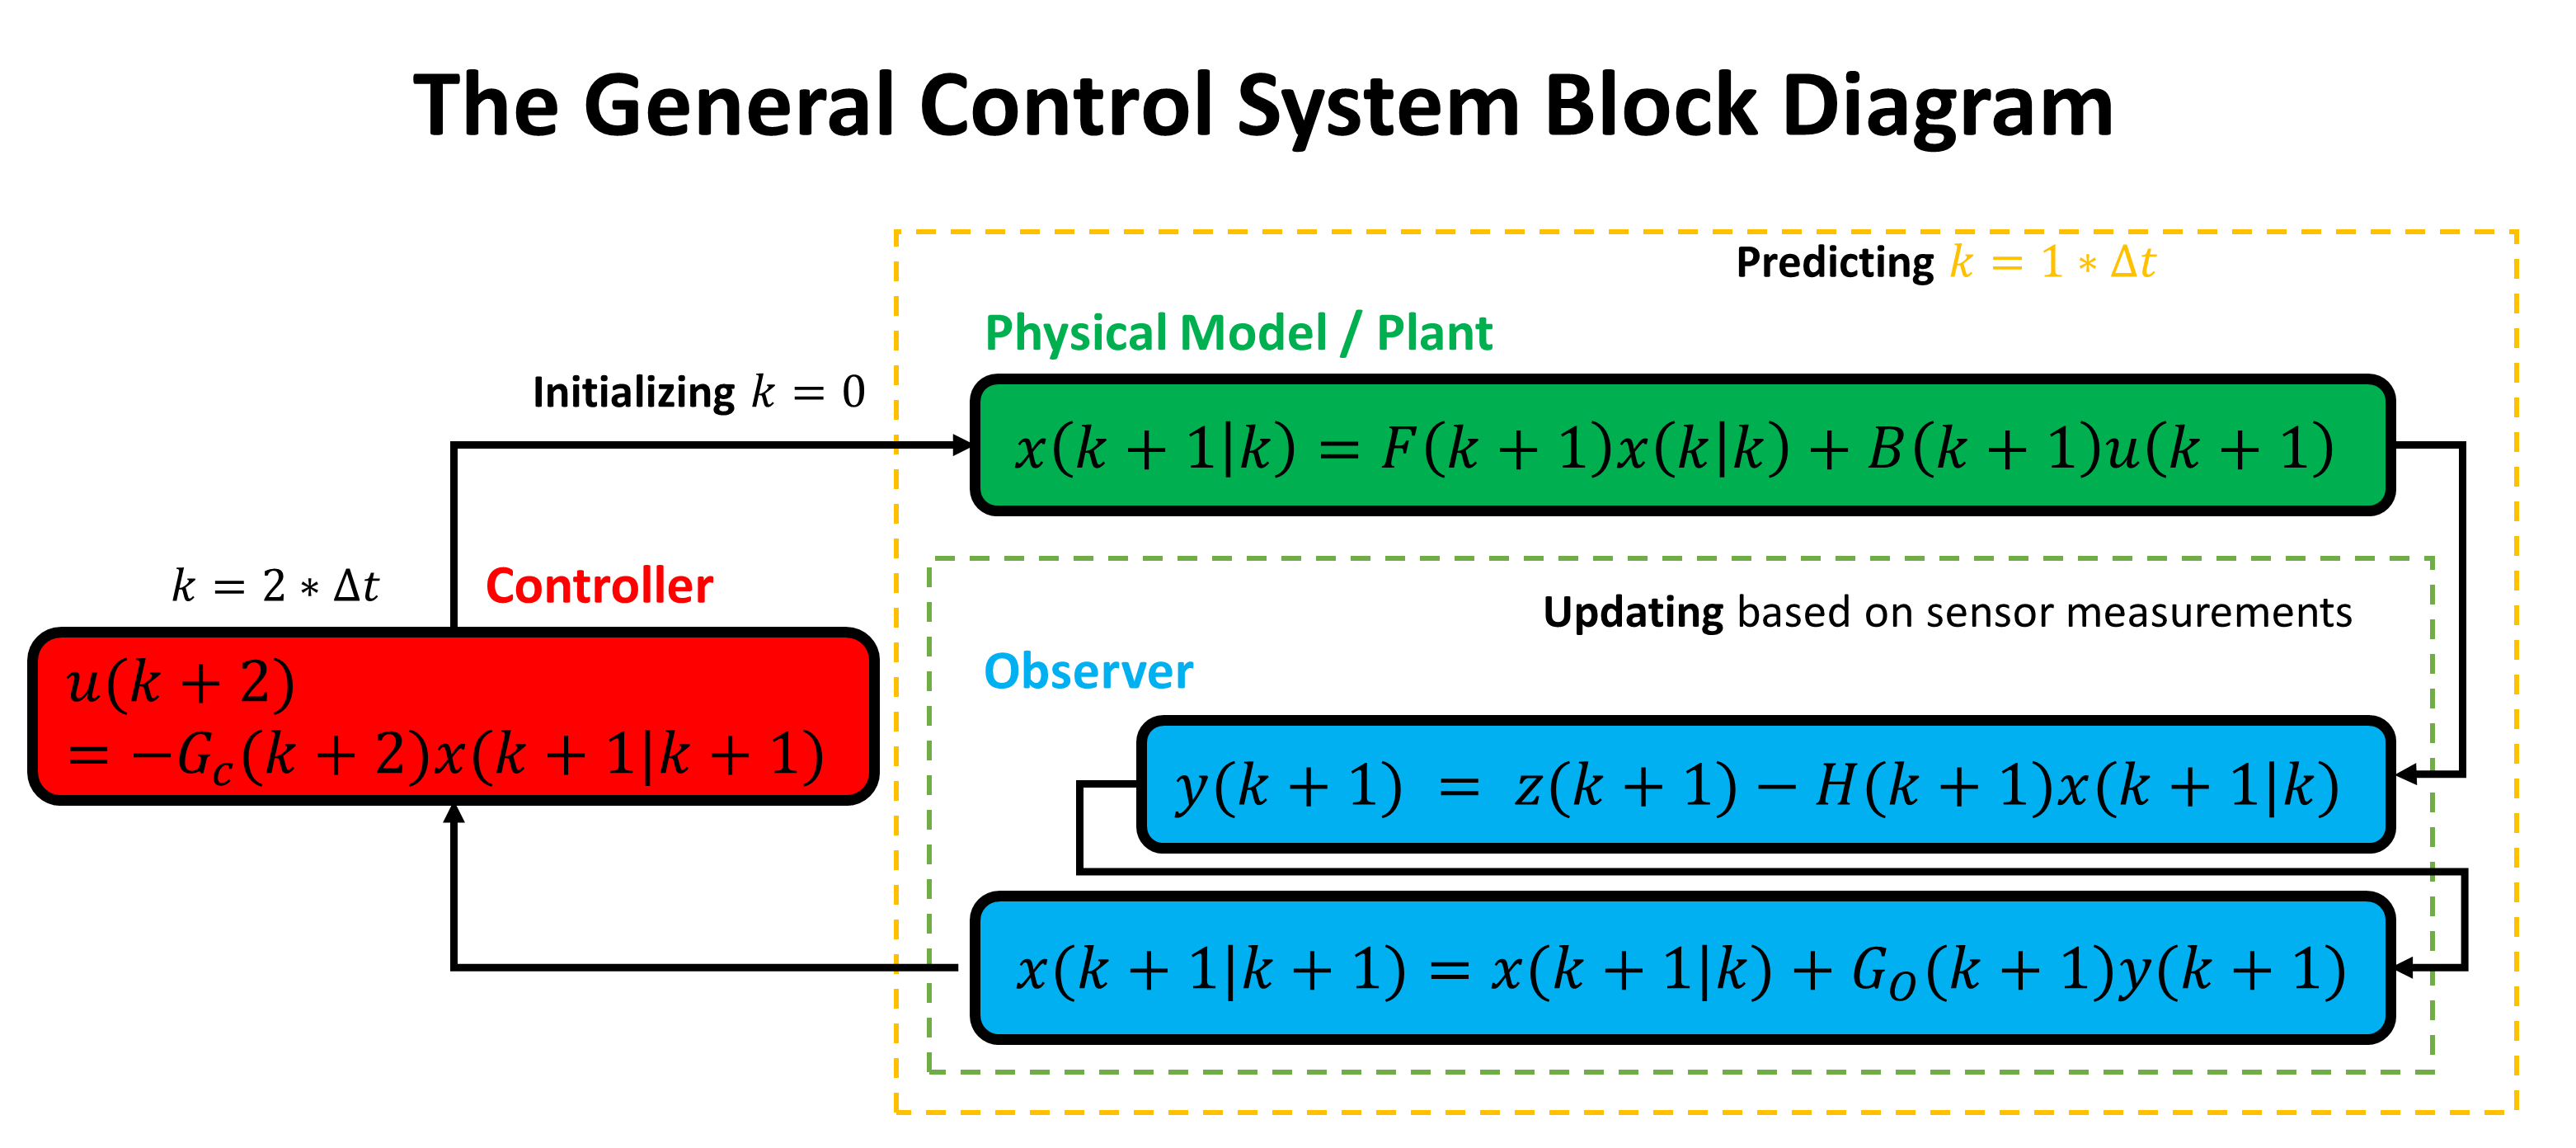 The General Control System Block Diagram
Predicting k = 1 ∗ Δt
Physical Model / Plant
Initializing k = 0
x(k + 1|k) = F(k + 1)x(k|k) + B(k + 1)u(k + 1)
k = 2 ∗ Δt
Controller
Updating based on sensor measurements
Observer
u(k + 2)
= −G_c(k + 2)x(k + 1|k + 1)
y(k + 1) = z(k + 1) − H(k + 1)x(k + 1|k)
x(k + 1|k + 1) = x(k + 1|k) + G_O(k + 1)y(k + 1)